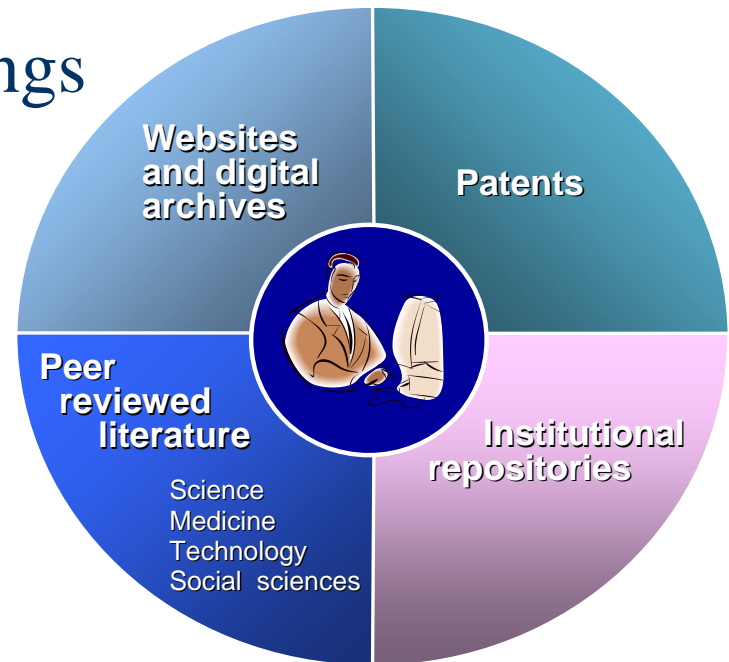 ngs
Websites
and digital
archives
Patents
Peer
reviewed
literature
Science
Medicine
Technology
Social sciences
Institutional
repositories